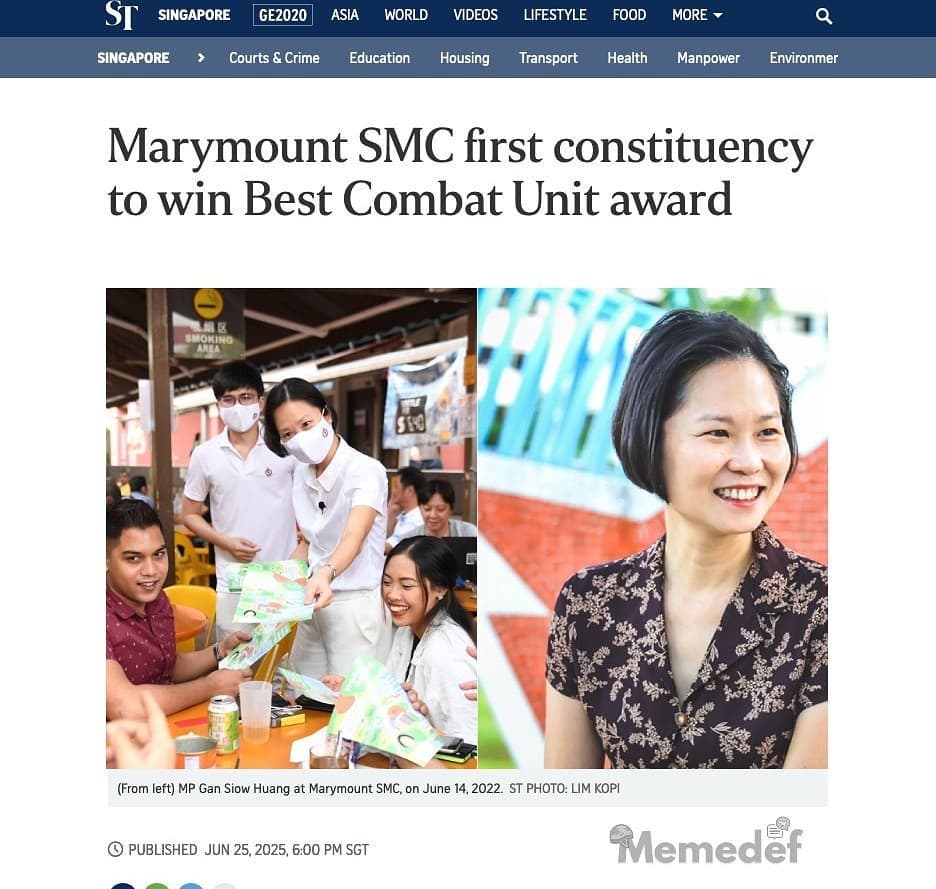 ST SINGAPORE GE2020 ASIA WORLD VIDEOS LIFESTYLE FOOD MORE
SINGAPORE > Courts & Crime Education Housing Transport Health Manpower Environmer
Marymount SMC first constituency
to win Best Combat Unit award
吸烟区
SMOKING
AREA
(From left) MP Gan Siow Huang at Marymount SMC, on June 14, 2022. ST PHOTO: LIM KOPI
PUBLISHED JUN 25, 2025, 6:00 PM SGT
Memedef